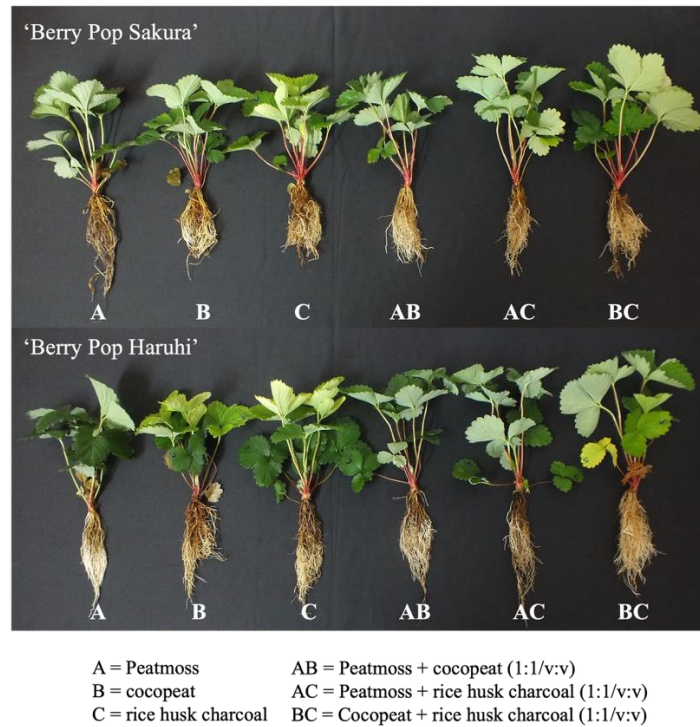 ‘Berry Pop Sakura’
A B C AB AC BC
‘Berry Pop Haruhi’
A B C AB AC BC
A = Peatmoss AB = Peatmoss + cocopeat (1:1/v:v)
B = cocopeat AC = Peatmoss + rice husk charcoal (1:1/v:v)
C = rice husk charcoal BC = Cocopeat + rice husk charcoal (1:1/v:v)